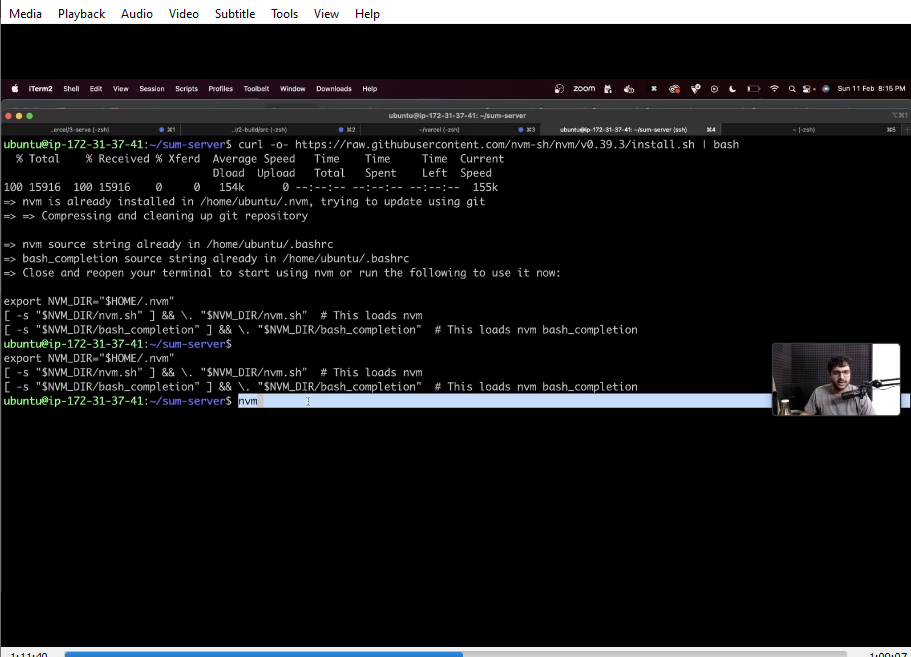 Media Playback Audio Video Subtitle Tools View Help
iTerm2 Shell Edit View Session Scripts Profiles Toolbelt Window Downloads Help zoom Sun 11 Feb 8:15 PM
ubuntu@ip-172-31-37-41: ~/sum-server ⌥⌘1
..ercel/3-serve (-zsh) ⌘1 ..l/2-build/src (-zsh) ⌘2 ~/vercel (-zsh) ⌘3 ubuntu@ip-172-31-37-41: ~/sum-server (ssh) ⌘4 ~ (-zsh) ⌘5
ubuntu@ip-172-31-37-41:~/sum-server$ curl -o- https://raw.githubusercontent.com/nvm-sh/nvm/v0.39.3/install.sh | bash
% Total % Received % Xferd Average Speed Time Time Time Current
Dload Upload Total Spent Left Speed
100 15916 100 15916 0 0 154k 0 --:--:-- --:--:-- --:--:-- 155k
=> nvm is already installed in /home/ubuntu/.nvm, trying to update using git
=> => Compressing and cleaning up git repository
=> nvm source string already in /home/ubuntu/.bashrc
=> bash_completion source string already in /home/ubuntu/.bashrc
=> Close and reopen your terminal to start using nvm or run the following to use it now:
export NVM_DIR="$HOME/.nvm"
[ -s "$NVM_DIR/nvm.sh" ] && \. "$NVM_DIR/nvm.sh" # This loads nvm
[ -s "$NVM_DIR/bash_completion" ] && \. "$NVM_DIR/bash_completion" # This loads nvm bash_completion
ubuntu@ip-172-31-37-41:~/sum-server$
export NVM_DIR="$HOME/.nvm"
[ -s "$NVM_DIR/nvm.sh" ] && \. "$NVM_DIR/nvm.sh" # This loads nvm
[ -s "$NVM_DIR/bash_completion" ] && \. "$NVM_DIR/bash_completion" # This loads nvm bash_completion
ubuntu@ip-172-31-37-41:~/sum-server$ nvm